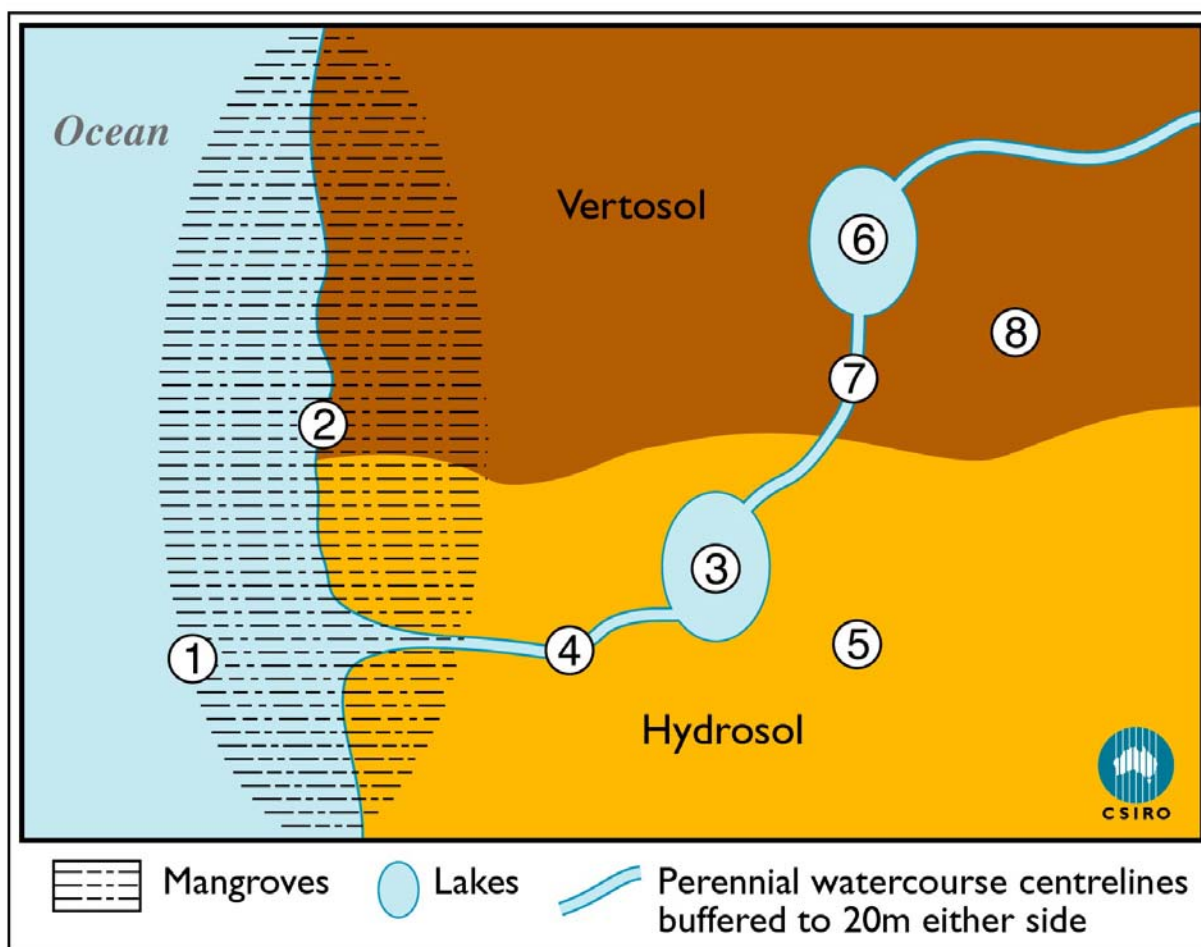 Ocean
Vertosol
6
8
7
2
3
1
4
5
Hydrosol
CSIRO
Mangroves
Lakes
Perennial watercourse centrelines
buffered to 20m either side